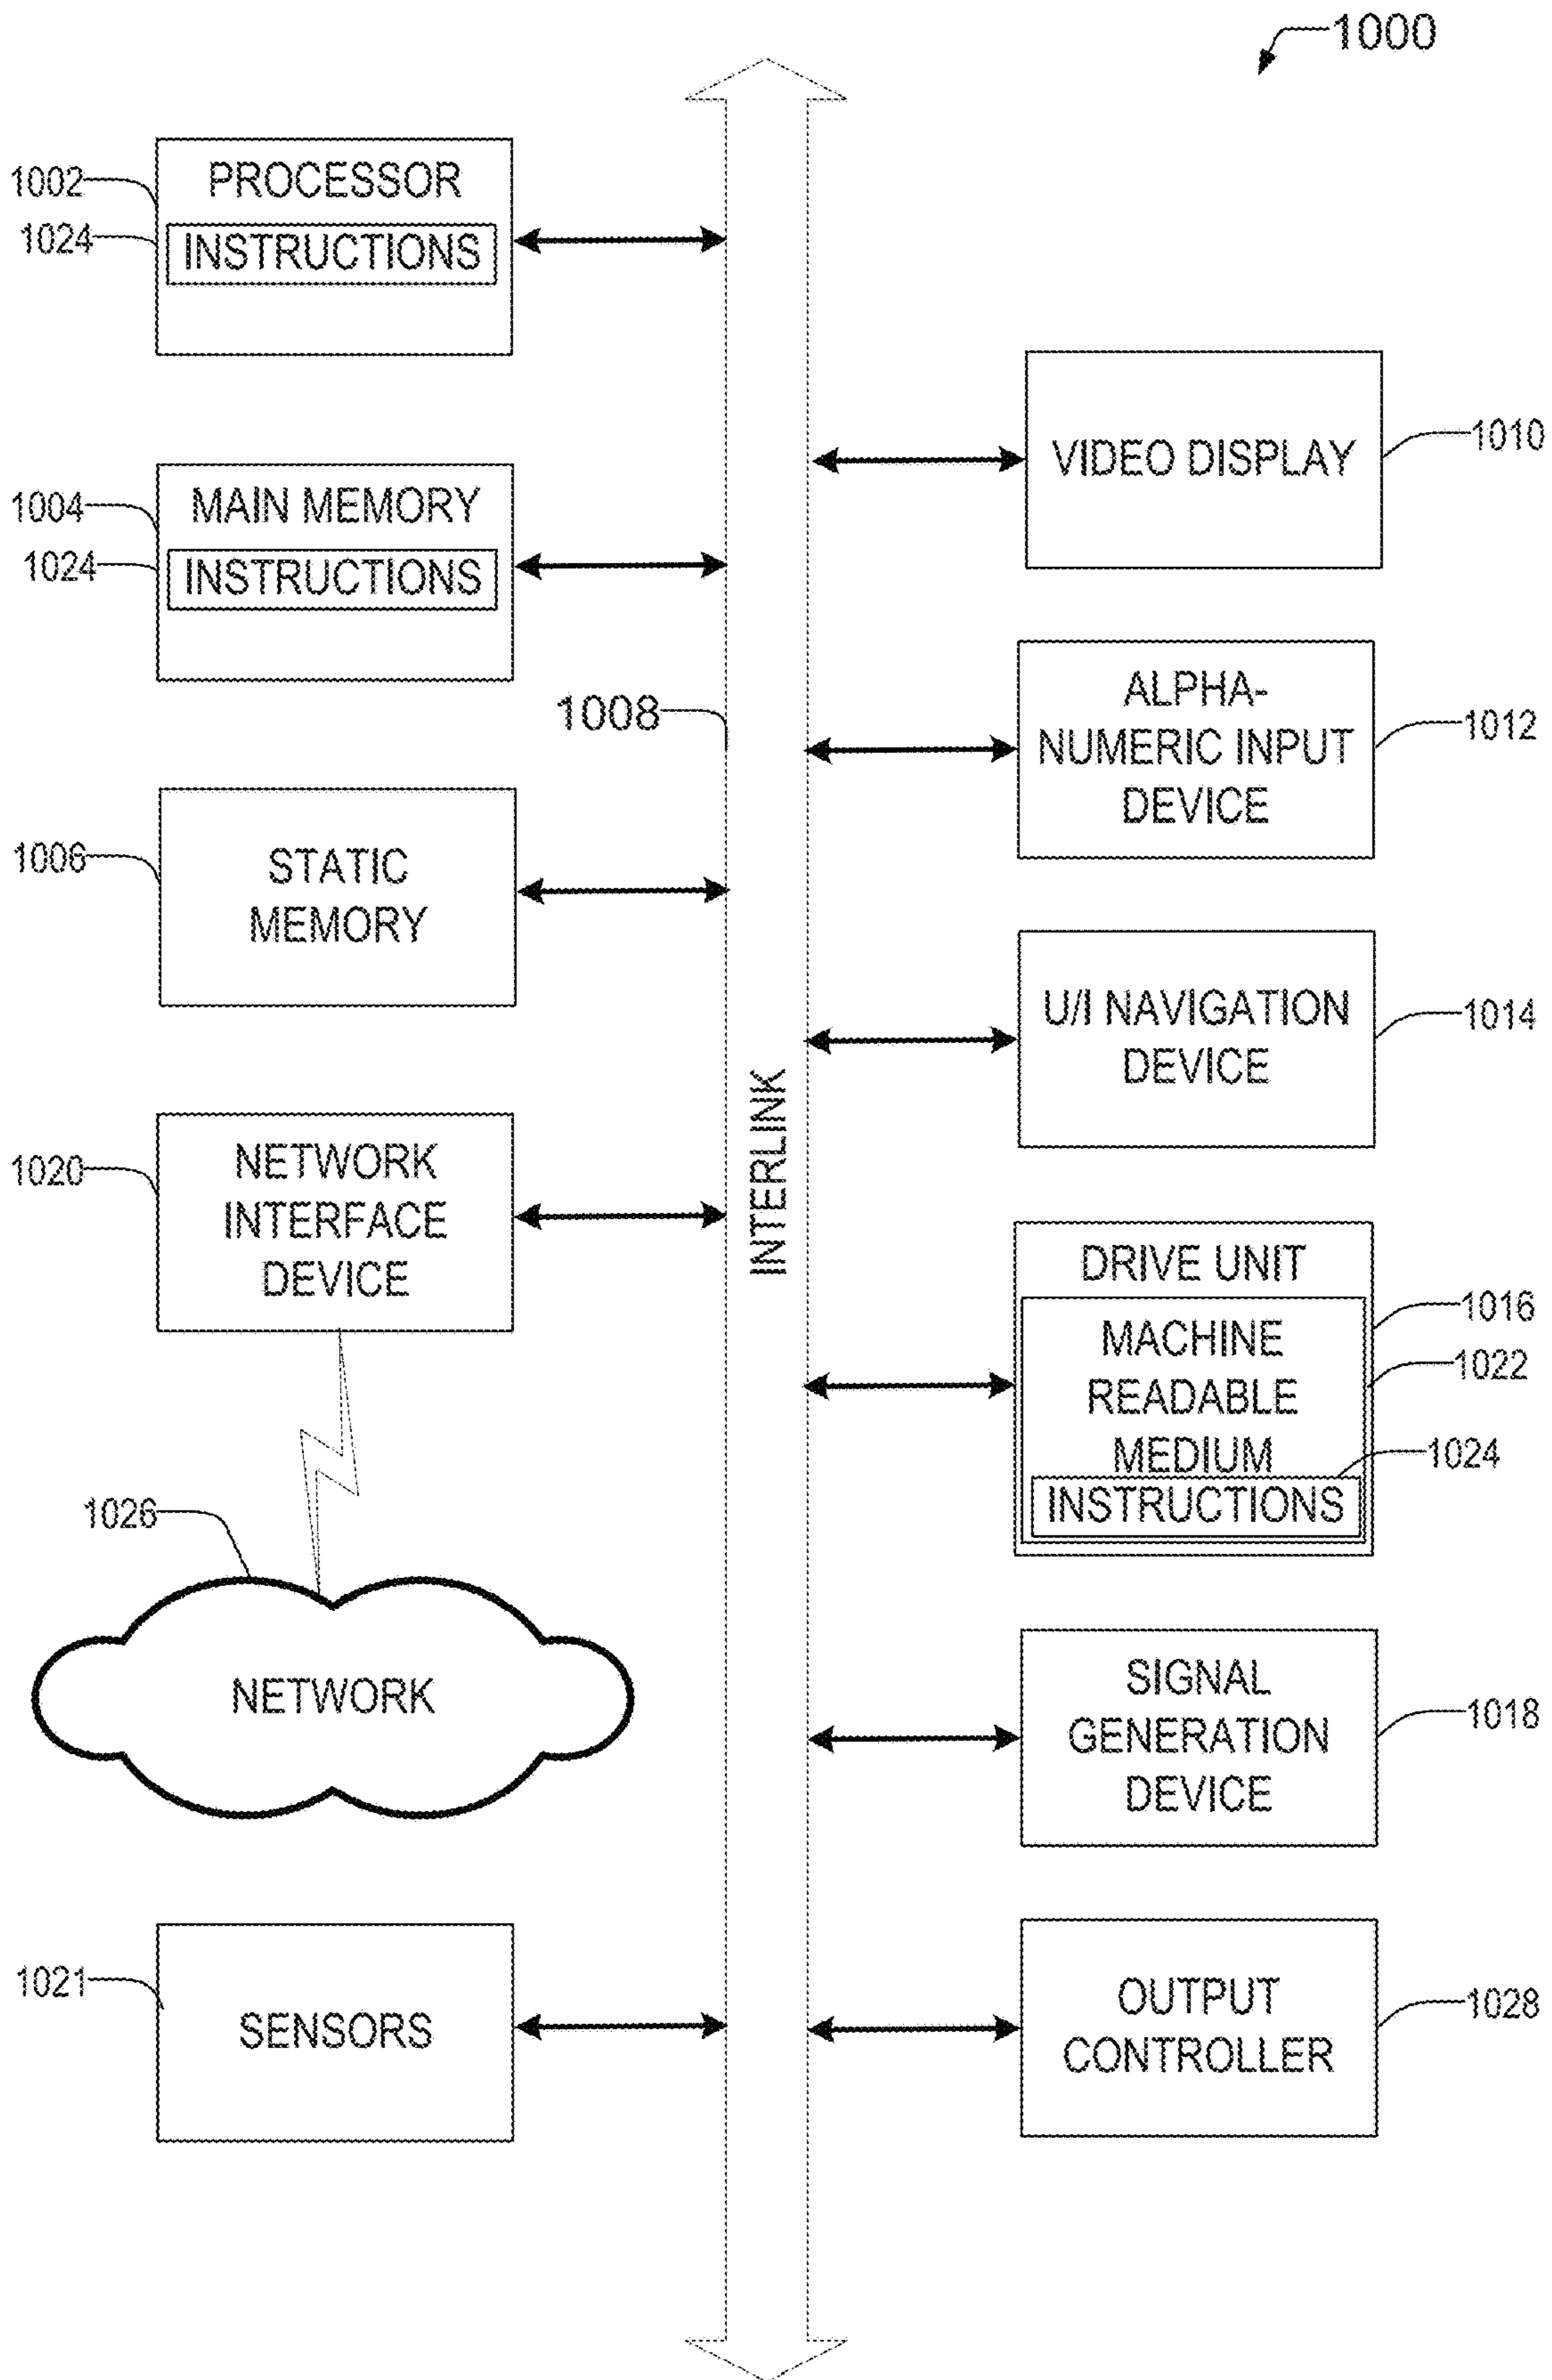 1000
1002
PROCESSOR
1024
INSTRUCTIONS
1004
MAIN MEMORY
1024
INSTRUCTIONS
1008
1006
STATIC
MEMORY
1020
NETWORK
INTERFACE
DEVICE
1026
NETWORK
1021
SENSORS
INTERLINK
VIDEO DISPLAY
1010
ALPHA-
NUMERIC INPUT
DEVICE
1012
U/I NAVIGATION
DEVICE
1014
DRIVE UNIT
1016
MACHINE
READABLE
MEDIUM
1022
1024
INSTRUCTIONS
SIGNAL
GENERATION
DEVICE
1018
OUTPUT
CONTROLLER
1028